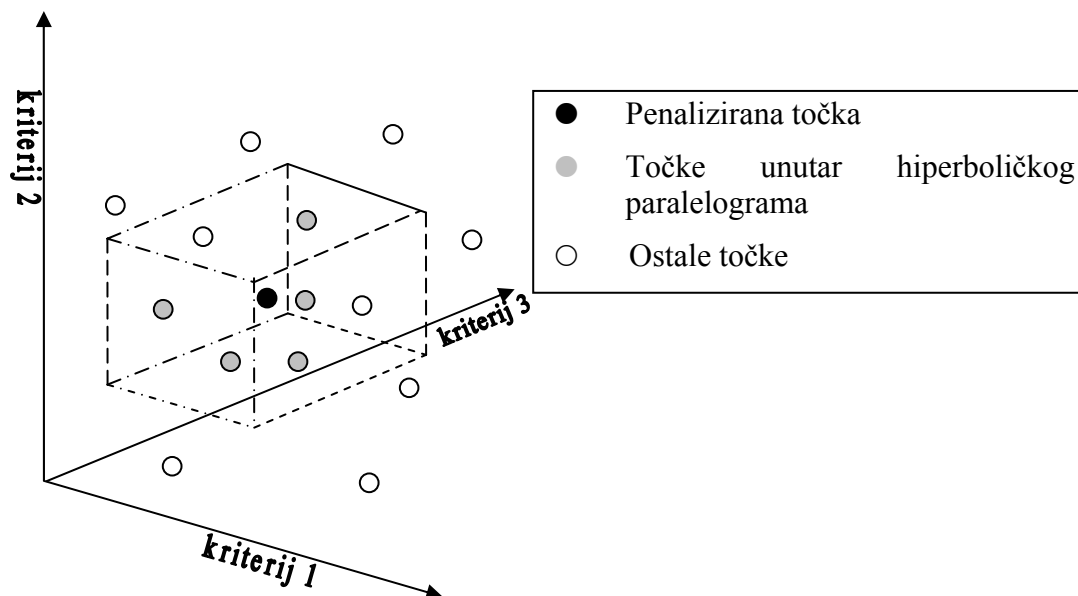 kriterij 2
Penalizirana točka
Točke unutar hiperboličkog
paralelograma
Ostale točke
kriterij 3
kriterij 1